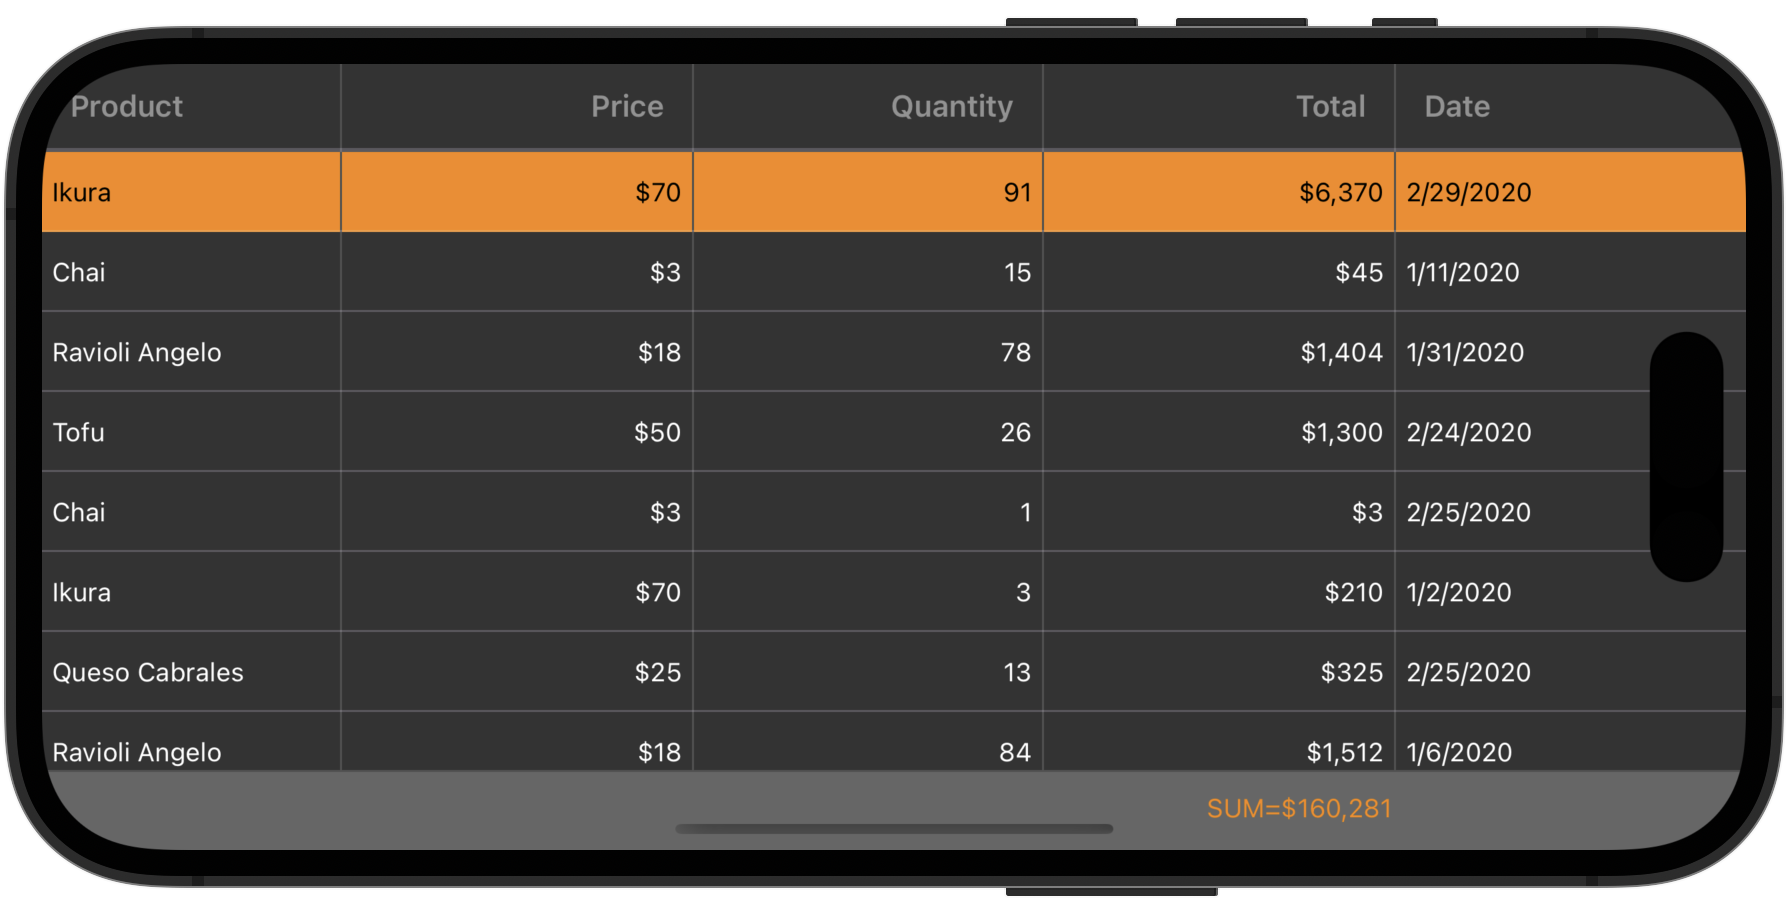 Product Price Quantity Total Date
Ikura $70 91 $6,370 2/29/2020
Chai $3 15 $45 1/11/2020
Ravioli Angelo $18 78 $1,404 1/31/2020
Tofu $50 26 $1,300 2/24/2020
Chai $3 1 $3 2/25/2020
Ikura $70 3 $210 1/2/2020
Queso Cabrales $25 13 $325 2/25/2020
Ravioli Angelo $18 84 $1,512 1/6/2020
SUM=$160,281